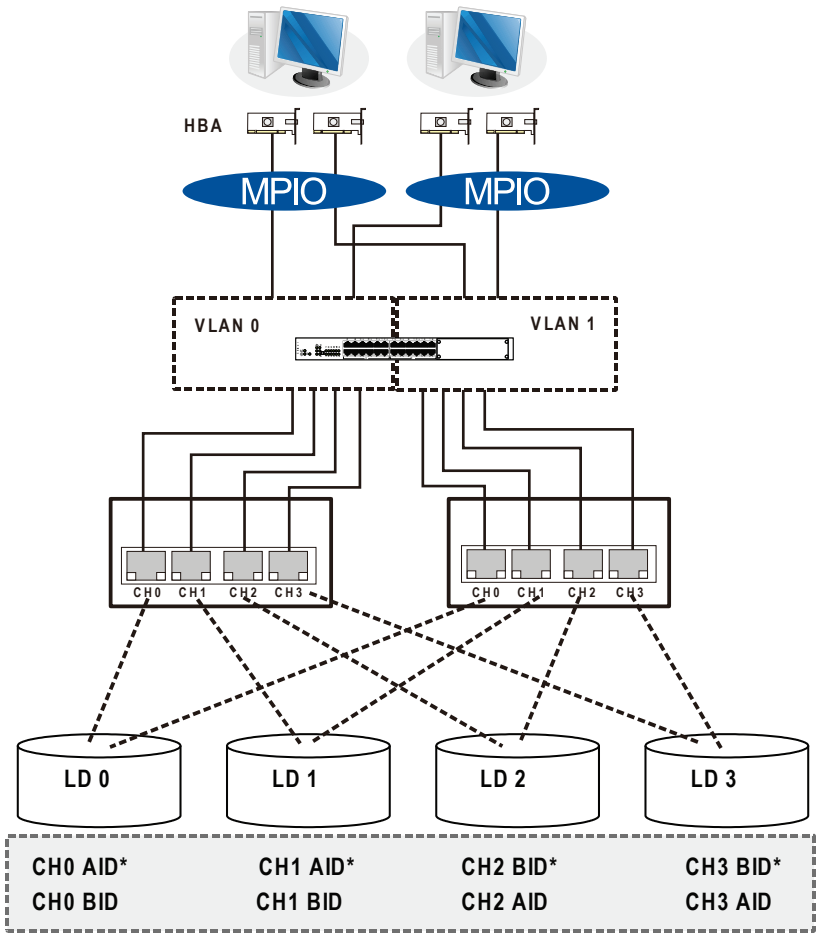 HBA
MPIO MPIO
VLAN 0 VLAN 1
CH0 CH1 CH2 CH3 CH0 CH1 CH2 CH3
LD 0 LD 1 LD 2 LD 3
CH0 AID* CH1 AID* CH2 BID* CH3 BID*
CH0 BID CH1 BID CH2 AID CH3 AID